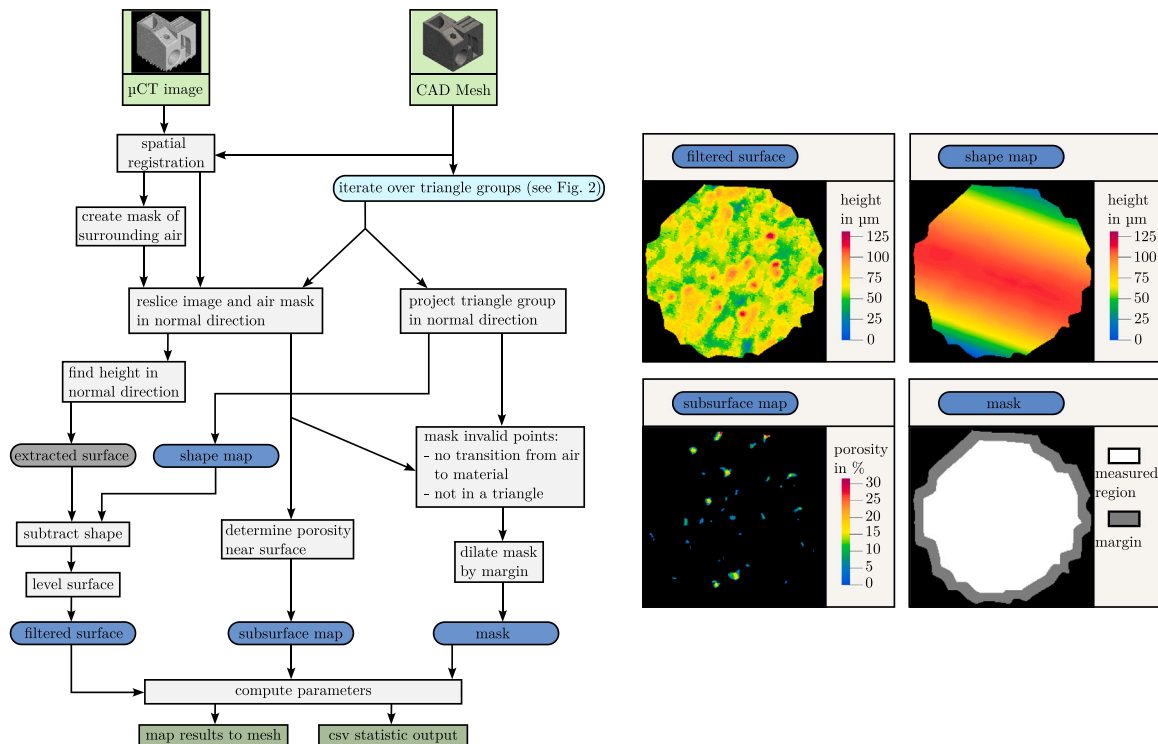 µCT image
CAD Mesh
spatial
registration
iterate over triangle groups (see Fig. 2)
create mask of
surrounding air
reslice image and air mask
in normal direction
project triangle group
in normal direction
find height in
normal direction
extracted surface
shape map
mask invalid points:
- no transition from air
to material
- not in a triangle
subtract shape
determine porosity
near surface
dilate mask
by margin
level surface
filtered surface
subsurface map
mask
compute parameters
map results to mesh
csv statistic output
filtered surface
height
in µm
125
100
75
50
25
0
shape map
height
in µm
125
100
75
50
25
0
subsurface map
porosity
in %
30
25
20
15
10
5
0
mask
measured
region
margin